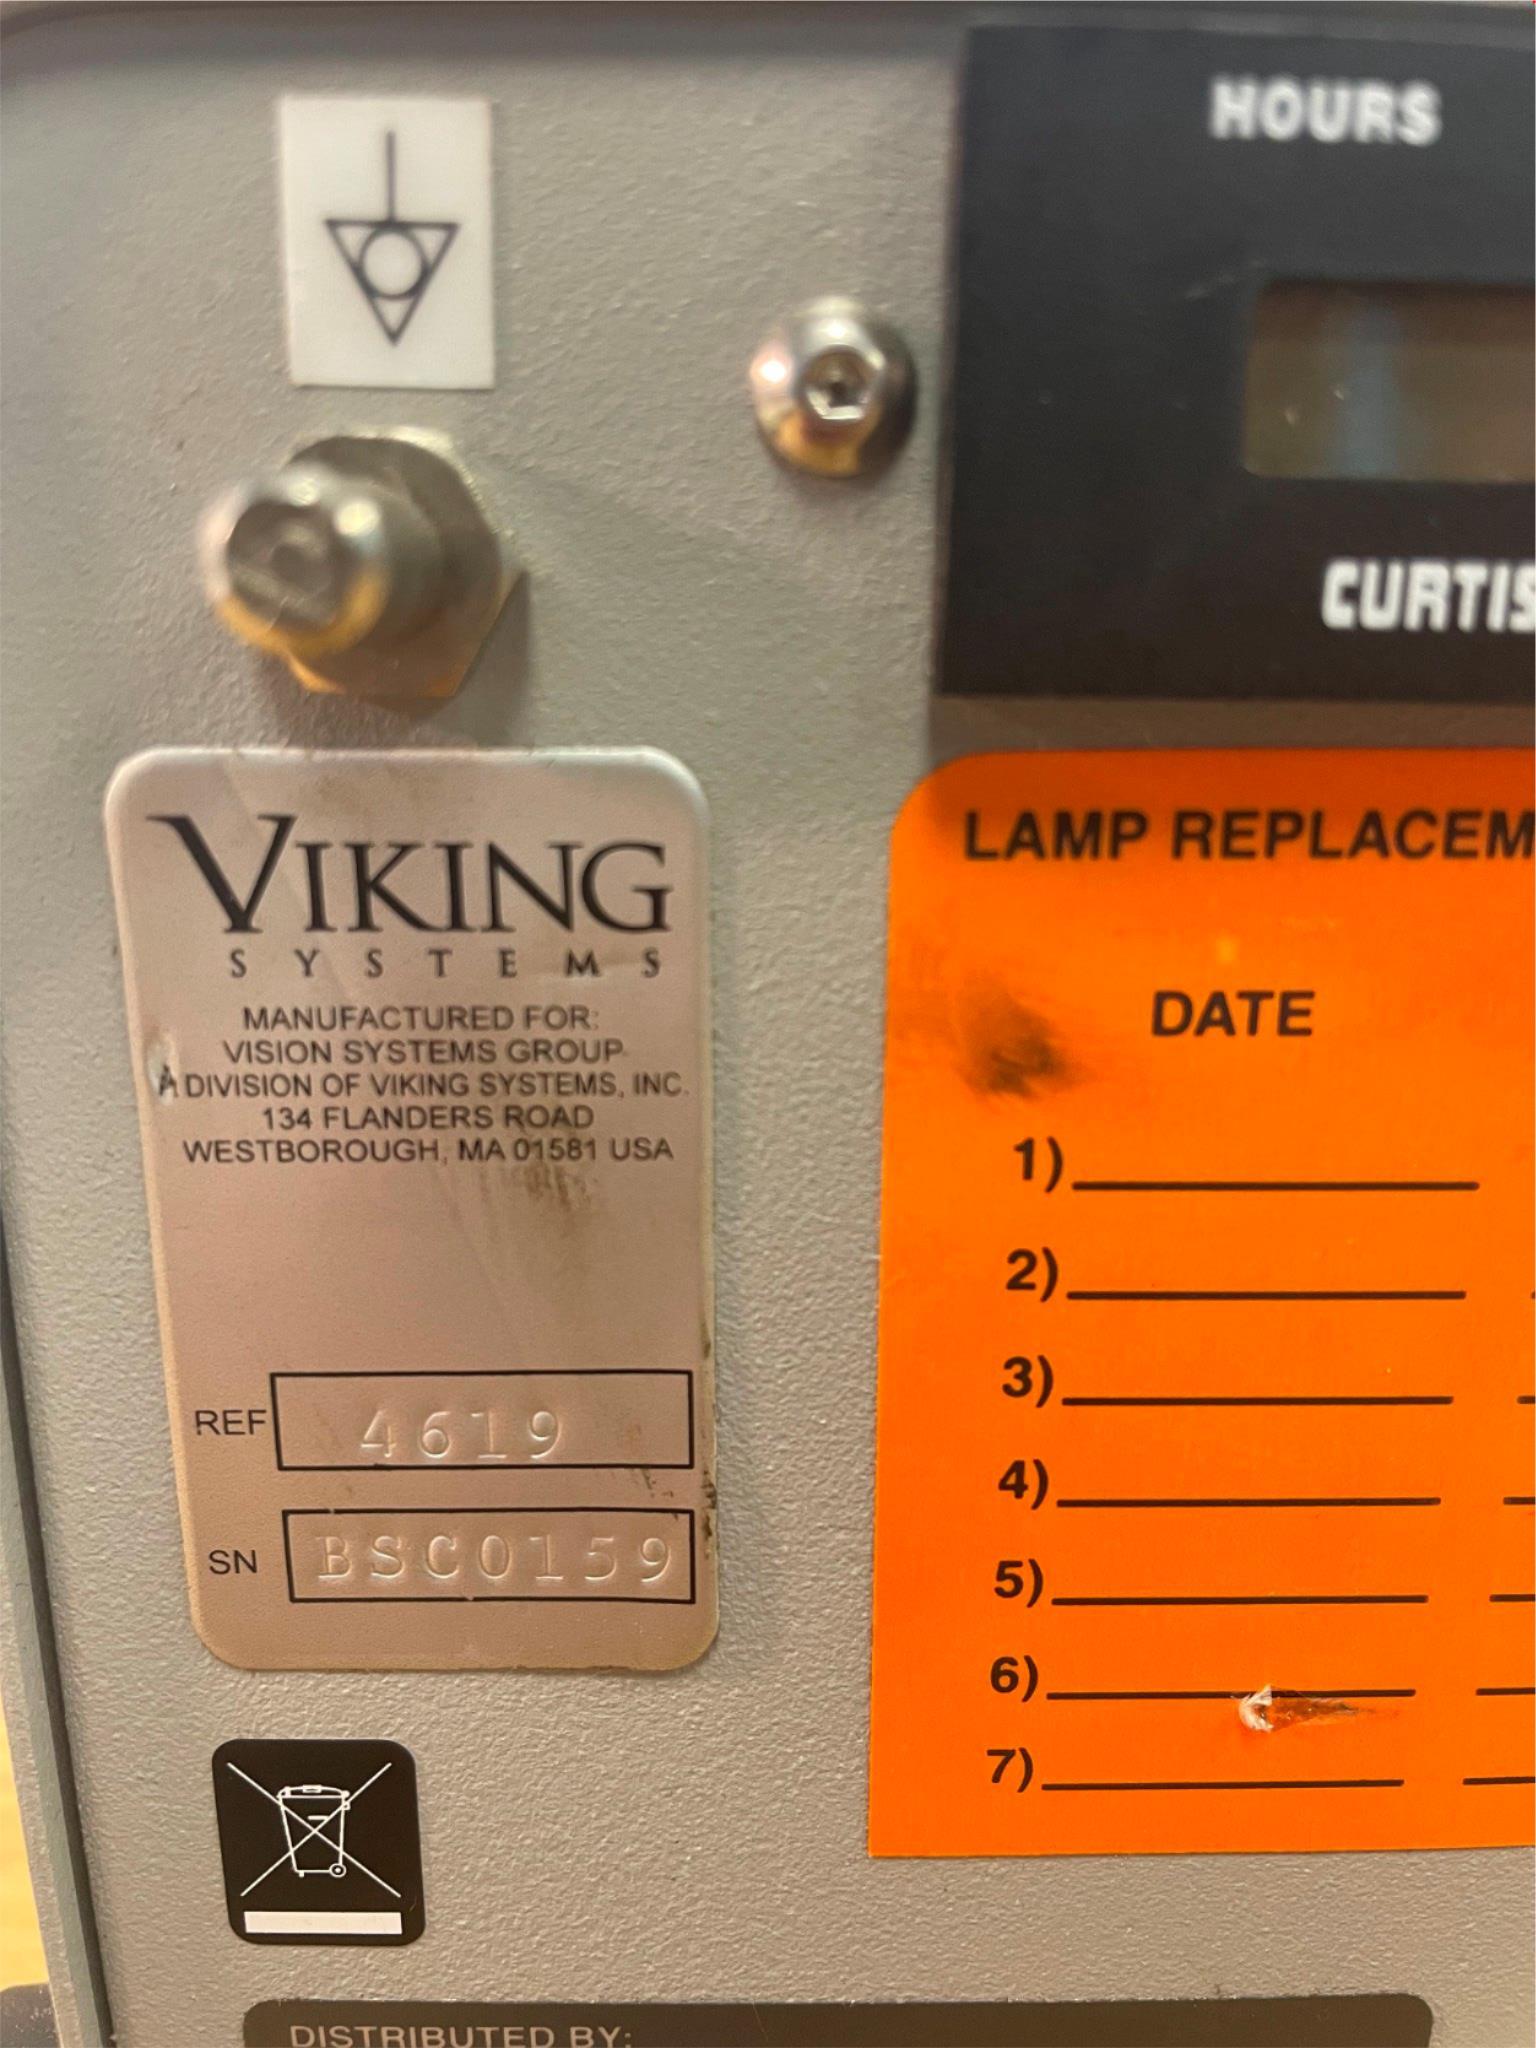 HOURS
CURTIS
VIKING
SYSTEMS
MANUFACTURED FOR:
VISION SYSTEMS GROUP
A DIVISION OF VIKING SYSTEMS, INC.
134 FLANDERS ROAD
WESTBOROUGH, MA 01581 USA
REF 4619
SN BSC0159
LAMP REPLACEM
DATE
1)
2)
3)
4)
5)
6)
7)
DISTRIBUTED BY: